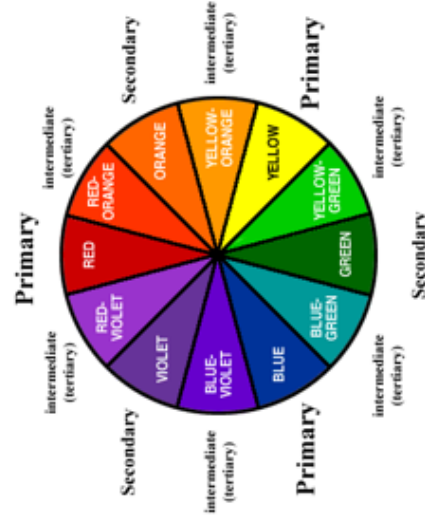 Primary
intermediate
(tertiary)
Secondary
intermediate
(tertiary)
Primary
intermediate
(tertiary)
Secondary
intermediate
(tertiary)
Primary
intermediate
(tertiary)
Secondary
intermediate
(tertiary)
RED
RED-
ORANGE
ORANGE
YELLOW-
ORANGE
YELLOW
YELLOW-
GREEN
GREEN
BLUE-
GREEN
BLUE
BLUE-
VIOLET
VIOLET
RED-
VIOLET